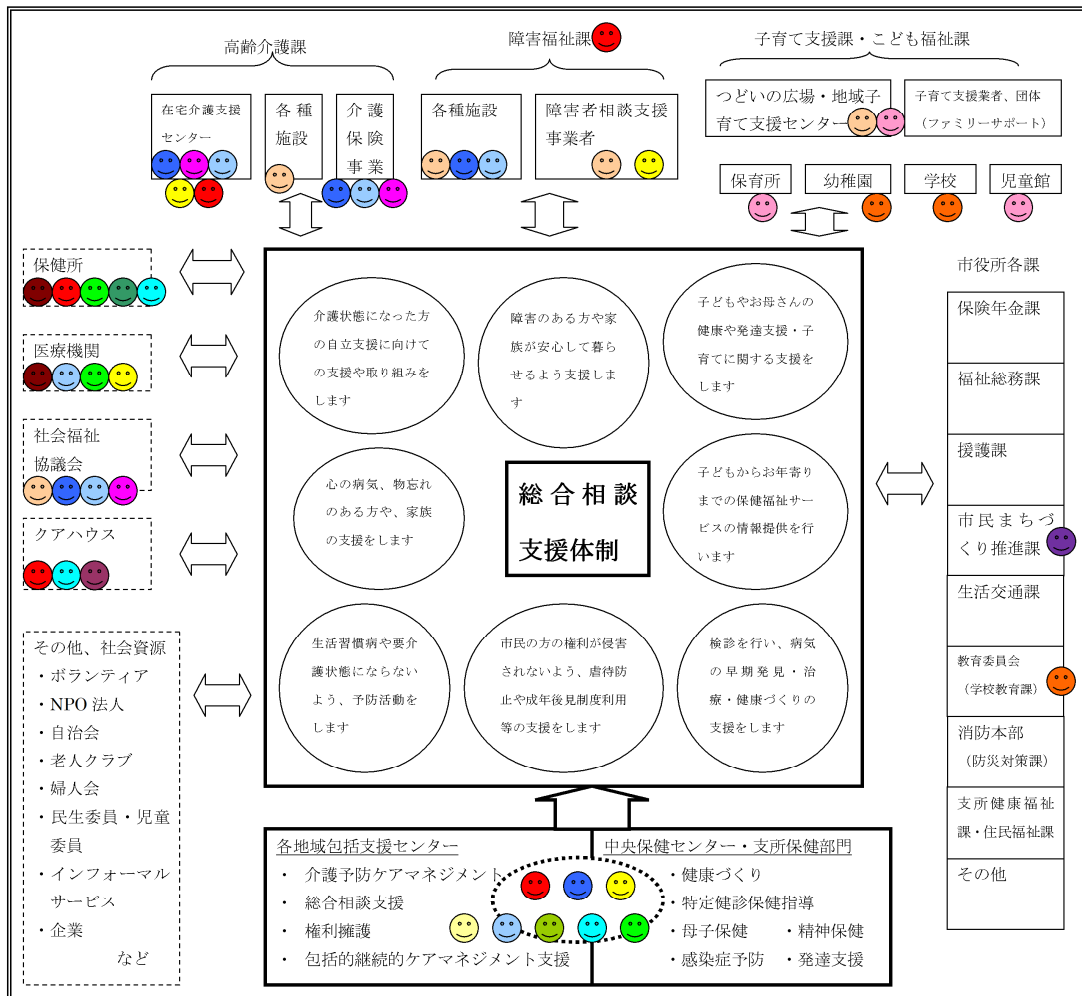 高齢介護課
障害福祉課
子育て支援課・こども福祉課
在宅介護支援
センター
各種
施設
介護
保険
事業
各種施設
障害者相談支援
事業者
つどいの広場・地域子
育て支援センター
子育て支援業者、団体
（ファミリーサポート）
保育所
幼稚園
学校
児童館
保健所
医療機関
社会福祉
協議会
クアハウス
その他、社会資源
・ボランティア
・NPO 法人
・自治会
・老人クラブ
・婦人会
・民生委員・児童
委員
・インフォーマル
サービス
・企業
など
介護状態になった方
の自立支援に向けて
の支援や取り組みを
します
障害のある方や家
族が安心して暮ら
せるよう支援しま
す
子どもやお母さんの
健康や発達支援・子
育てに関する支援を
します
心の病気、物忘れ
のある方や、家族
の支援をします
総合相談
支援体制
子どもからお年寄り
までの保健福祉サー
ビスの情報提供を行
います
生活習慣病や要介
護状態にならない
よう、予防活動を
します
市民の方の権利が侵害
されないよう、虐待防
止や成年後見制度利用
等の支援をします
検診を行い、病気
の早期発見・治
療・健康づくりの
支援をします
市役所各課
保険年金課
福祉総務課
援護課
市民まちづ
くり推進課
生活交通課
教育委員会
（学校教育課）
消防本部
（防災対策課）
支所健康福祉
課・住民福祉課
その他
各地域包括支援センター
・ 介護予防ケアマネジメント
・ 総合相談支援
・ 権利擁護
・ 包括的継続的ケアマネジメント支援
中央保健センター・支所保健部門
・健康づくり
・特定健診保健指導
・母子保健 ・精神保健
・感染症予防 ・発達支援